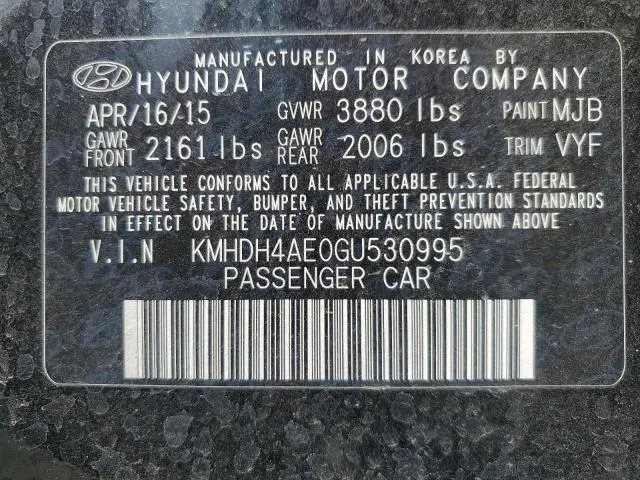 MANUFACTURED IN KOREA BY
HYUNDAI MOTOR COMPANY
APR/16/15 GVWR 3880 lbs PAINT MJB
GAWR FRONT 2161 lbs GAWR REAR 2006 lbs TRIM VYF
THIS VEHICLE CONFORMS TO ALL APPLICABLE U.S.A. FEDERAL
MOTOR VEHICLE SAFETY, BUMPER, AND THEFT PREVENTION STANDARDS
IN EFFECT ON THE DATE OF MANUFACTURE SHOWN ABOVE.
V.I.N KMHDH4AE0GU530995
PASSENGER CAR